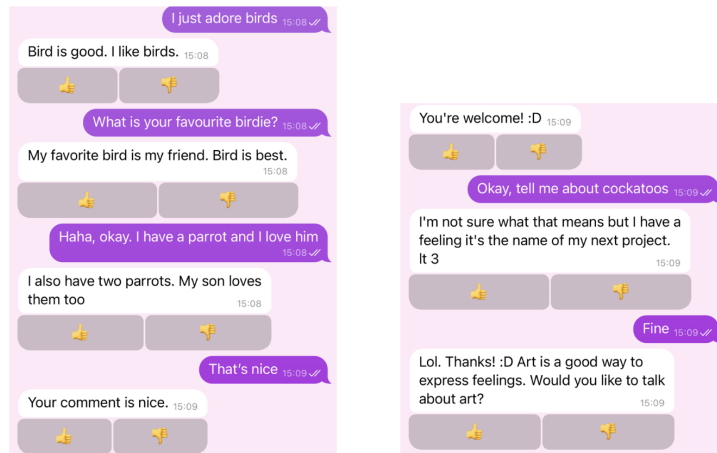 I just adore birds 15:08
Bird is good. I like birds. 15:08
👍 👎
What is your favourite birdie? 15:08
My favorite bird is my friend. Bird is best.
15:08
👍 👎
Haha, okay. I have a parrot and I love him
15:08
I also have two parrots. My son loves
them too 15:08
👍 👎
That's nice 15:09
Your comment is nice. 15:09
👍 👎
You're welcome! :D 15:09
👍 👎
Okay, tell me about cockatoos 15:09
I'm not sure what that means but I have a
feeling it's the name of my next project.
It 3 15:09
👍 👎
Fine 15:09
Lol. Thanks! :D Art is a good way to
express feelings. Would you like to talk
about art? 15:09
👍 👎